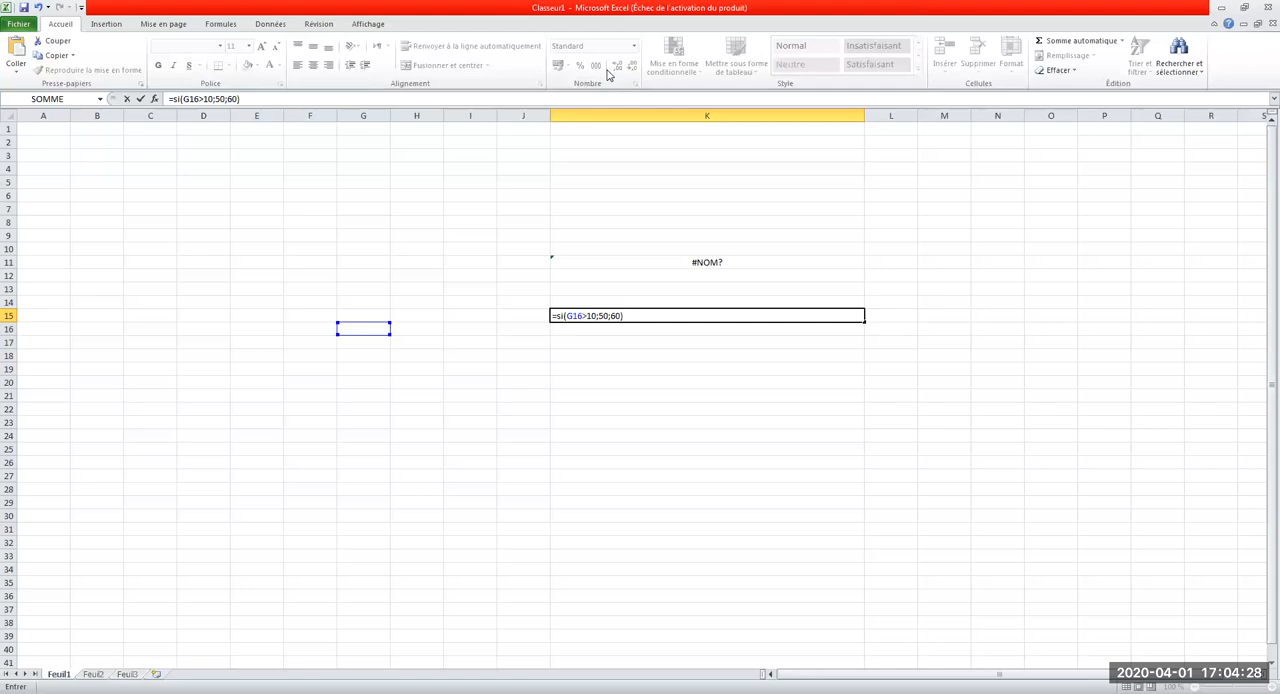 Classeur1 - Microsoft Excel (Échec de l'activation du produit)
Fichier Accueil Insertion Mise en page Formules Données Révision Affichage
Coller
Couper
Copier
Reproduire la mise en forme
Presse-papiers
11 A A
G I S A
Police
Renvoyer à la ligne automatiquement
Fusionner et centrer
Alignement
Standard
% 000
Nombre
Mise en forme conditionnelle
Mettre sous forme de tableau
Normal Insatisfaisant
Neutre Satisfaisant
Style
Insérer Supprimer Format
Cellules
Σ Somme automatique
Remplissage
Effacer
Trier et filtrer
Rechercher et sélectionner
Édition
SOMME fx =si(G16>10;50;60)
A B C D E F G H I J K L M N O P Q R S
1
2
3
4
5
6
7
8
9
10
11 #NOM?
12
13
14
15 =si(G16>10;50;60)
16
17
18
19
20
21
22
23
24
25
26
27
28
29
30
31
32
33
34
35
36
37
38
39
40
41
Feuil1 Feuil2 Feuil3
Entrer
2020-04-01 17:04:28
100 %